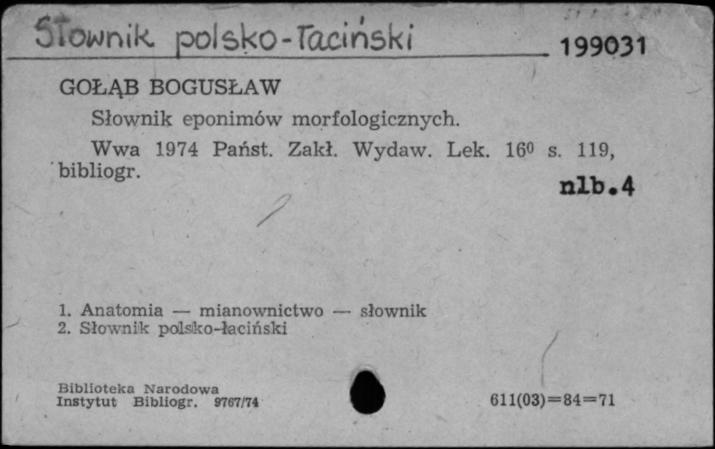 Słownik polsko-łaciński
199031
GOŁĄB BOGUSŁAW
Słownik eponimów morfologicznych.
Wwa 1974 Państ. Zakł. Wydaw. Lek. 16⁰ s. 119,
bibliogr.
nlb.4
1. Anatomia — mianownictwo — słownik
2. Słownik polsko-łaciński
Biblioteka Narodowa
Instytut Bibliogr. 9767/74
611(03)=84=71